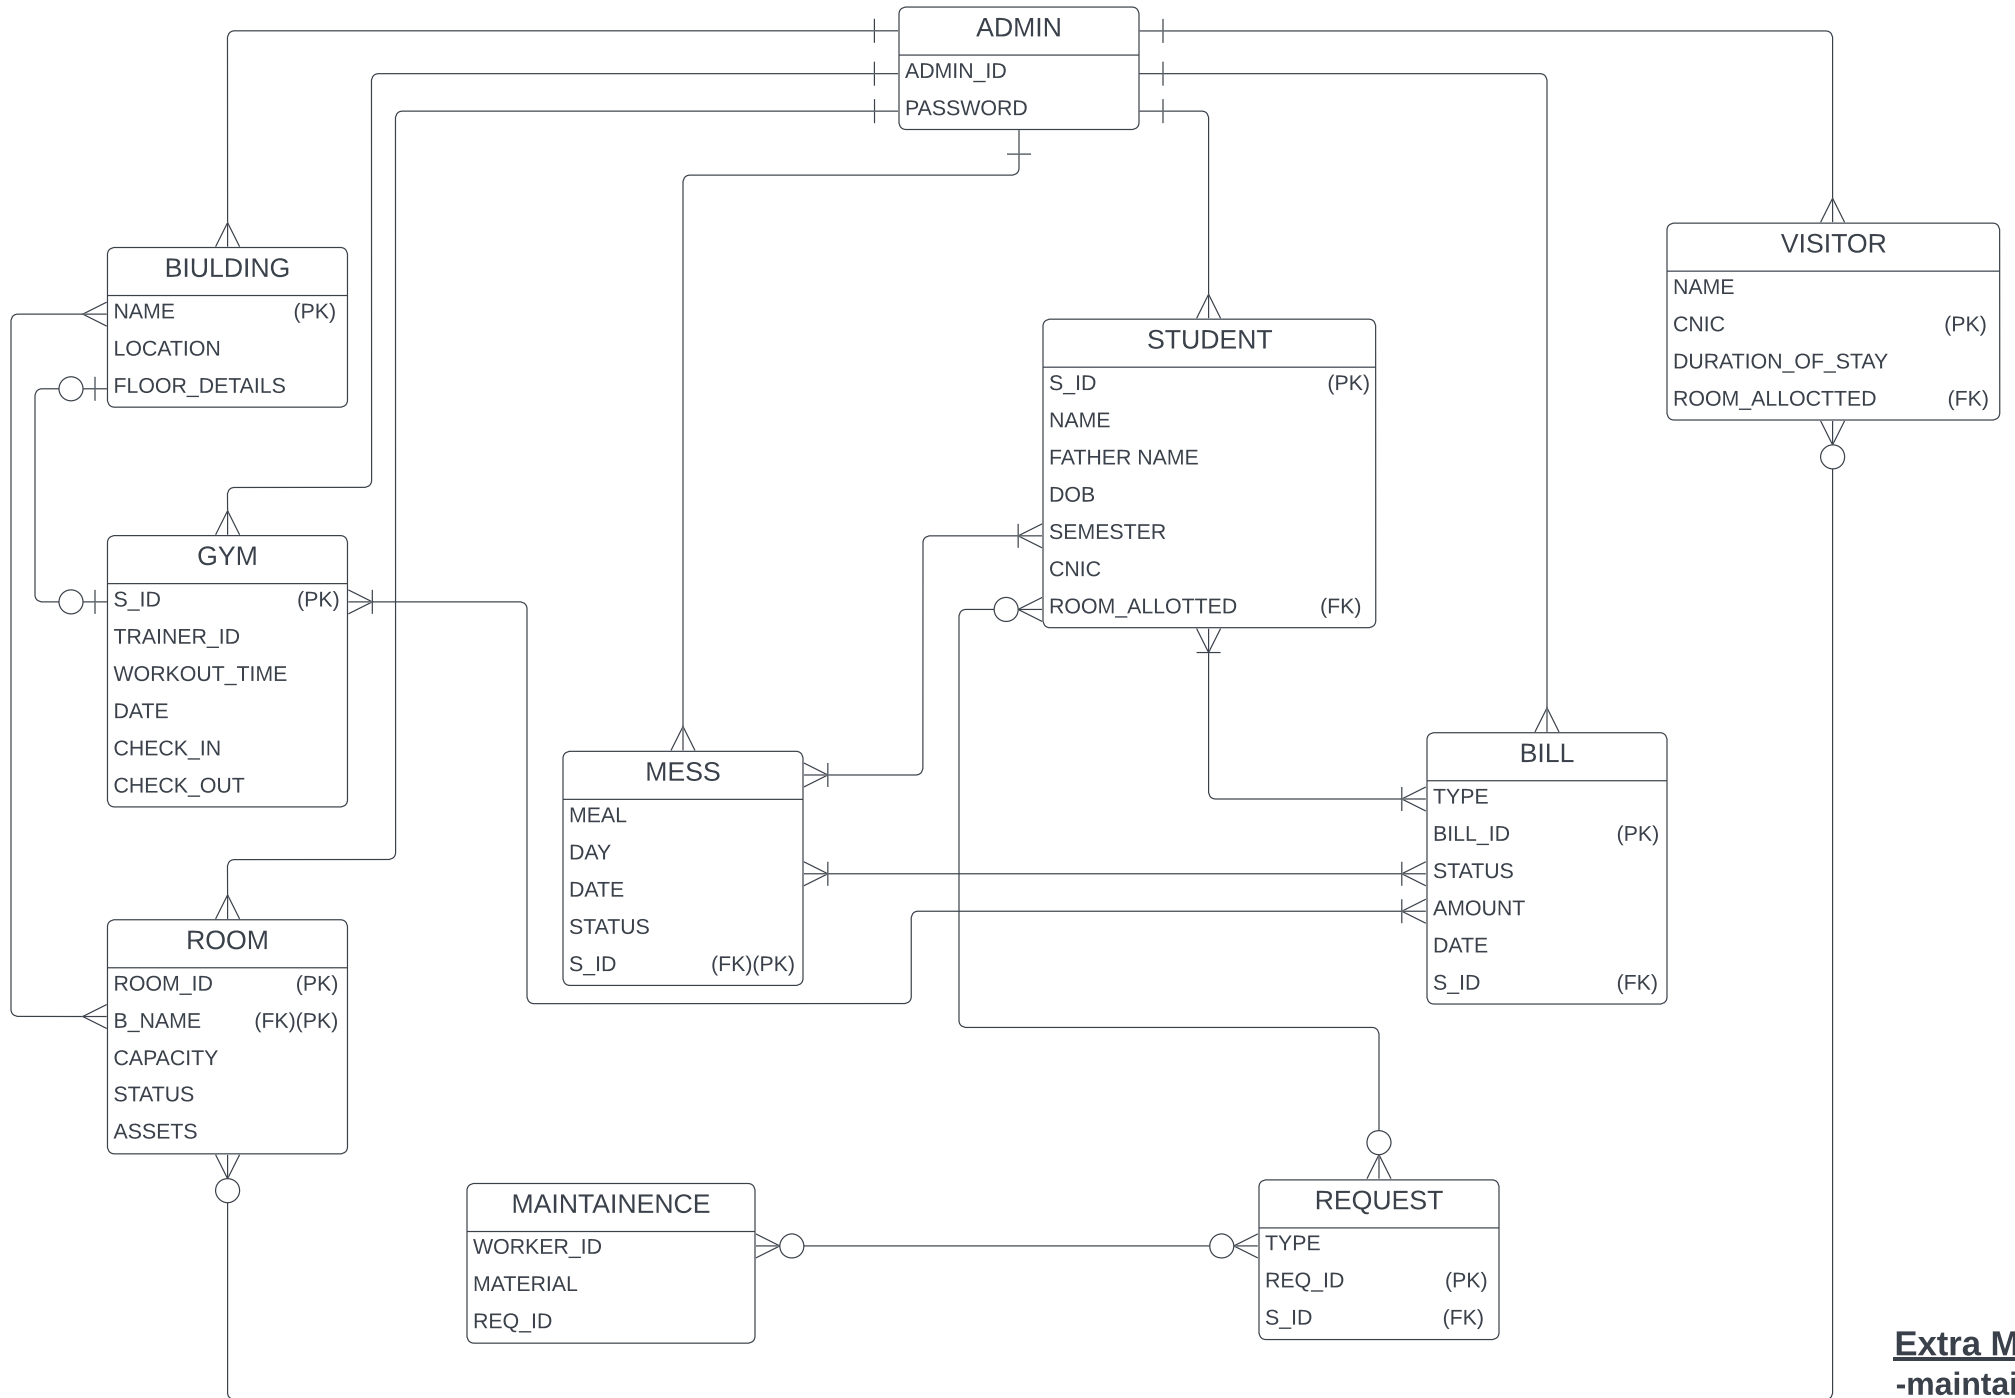 ADMIN
ADMIN_ID
PASSWORD
BIULDING
NAME (PK)
LOCATION
FLOOR_DETAILS
VISITOR
NAME
CNIC (PK)
DURATION_OF_STAY
ROOM_ALLOCTTED (FK)
STUDENT
S_ID (PK)
NAME
FATHER NAME
DOB
SEMESTER
CNIC
ROOM_ALLOTTED (FK)
GYM
S_ID (PK)
TRAINER_ID
WORKOUT_TIME
DATE
CHECK_IN
CHECK_OUT
MESS
MEAL
DAY
DATE
STATUS
S_ID (FK)(PK)
BILL
TYPE
BILL_ID (PK)
STATUS
AMOUNT
DATE
S_ID (FK)
ROOM
ROOM_ID (PK)
B_NAME (FK)(PK)
CAPACITY
STATUS
ASSETS
MAINTAINENCE
WORKER_ID
MATERIAL
REQ_ID
REQUEST
TYPE
REQ_ID (PK)
S_ID (FK)
Extra